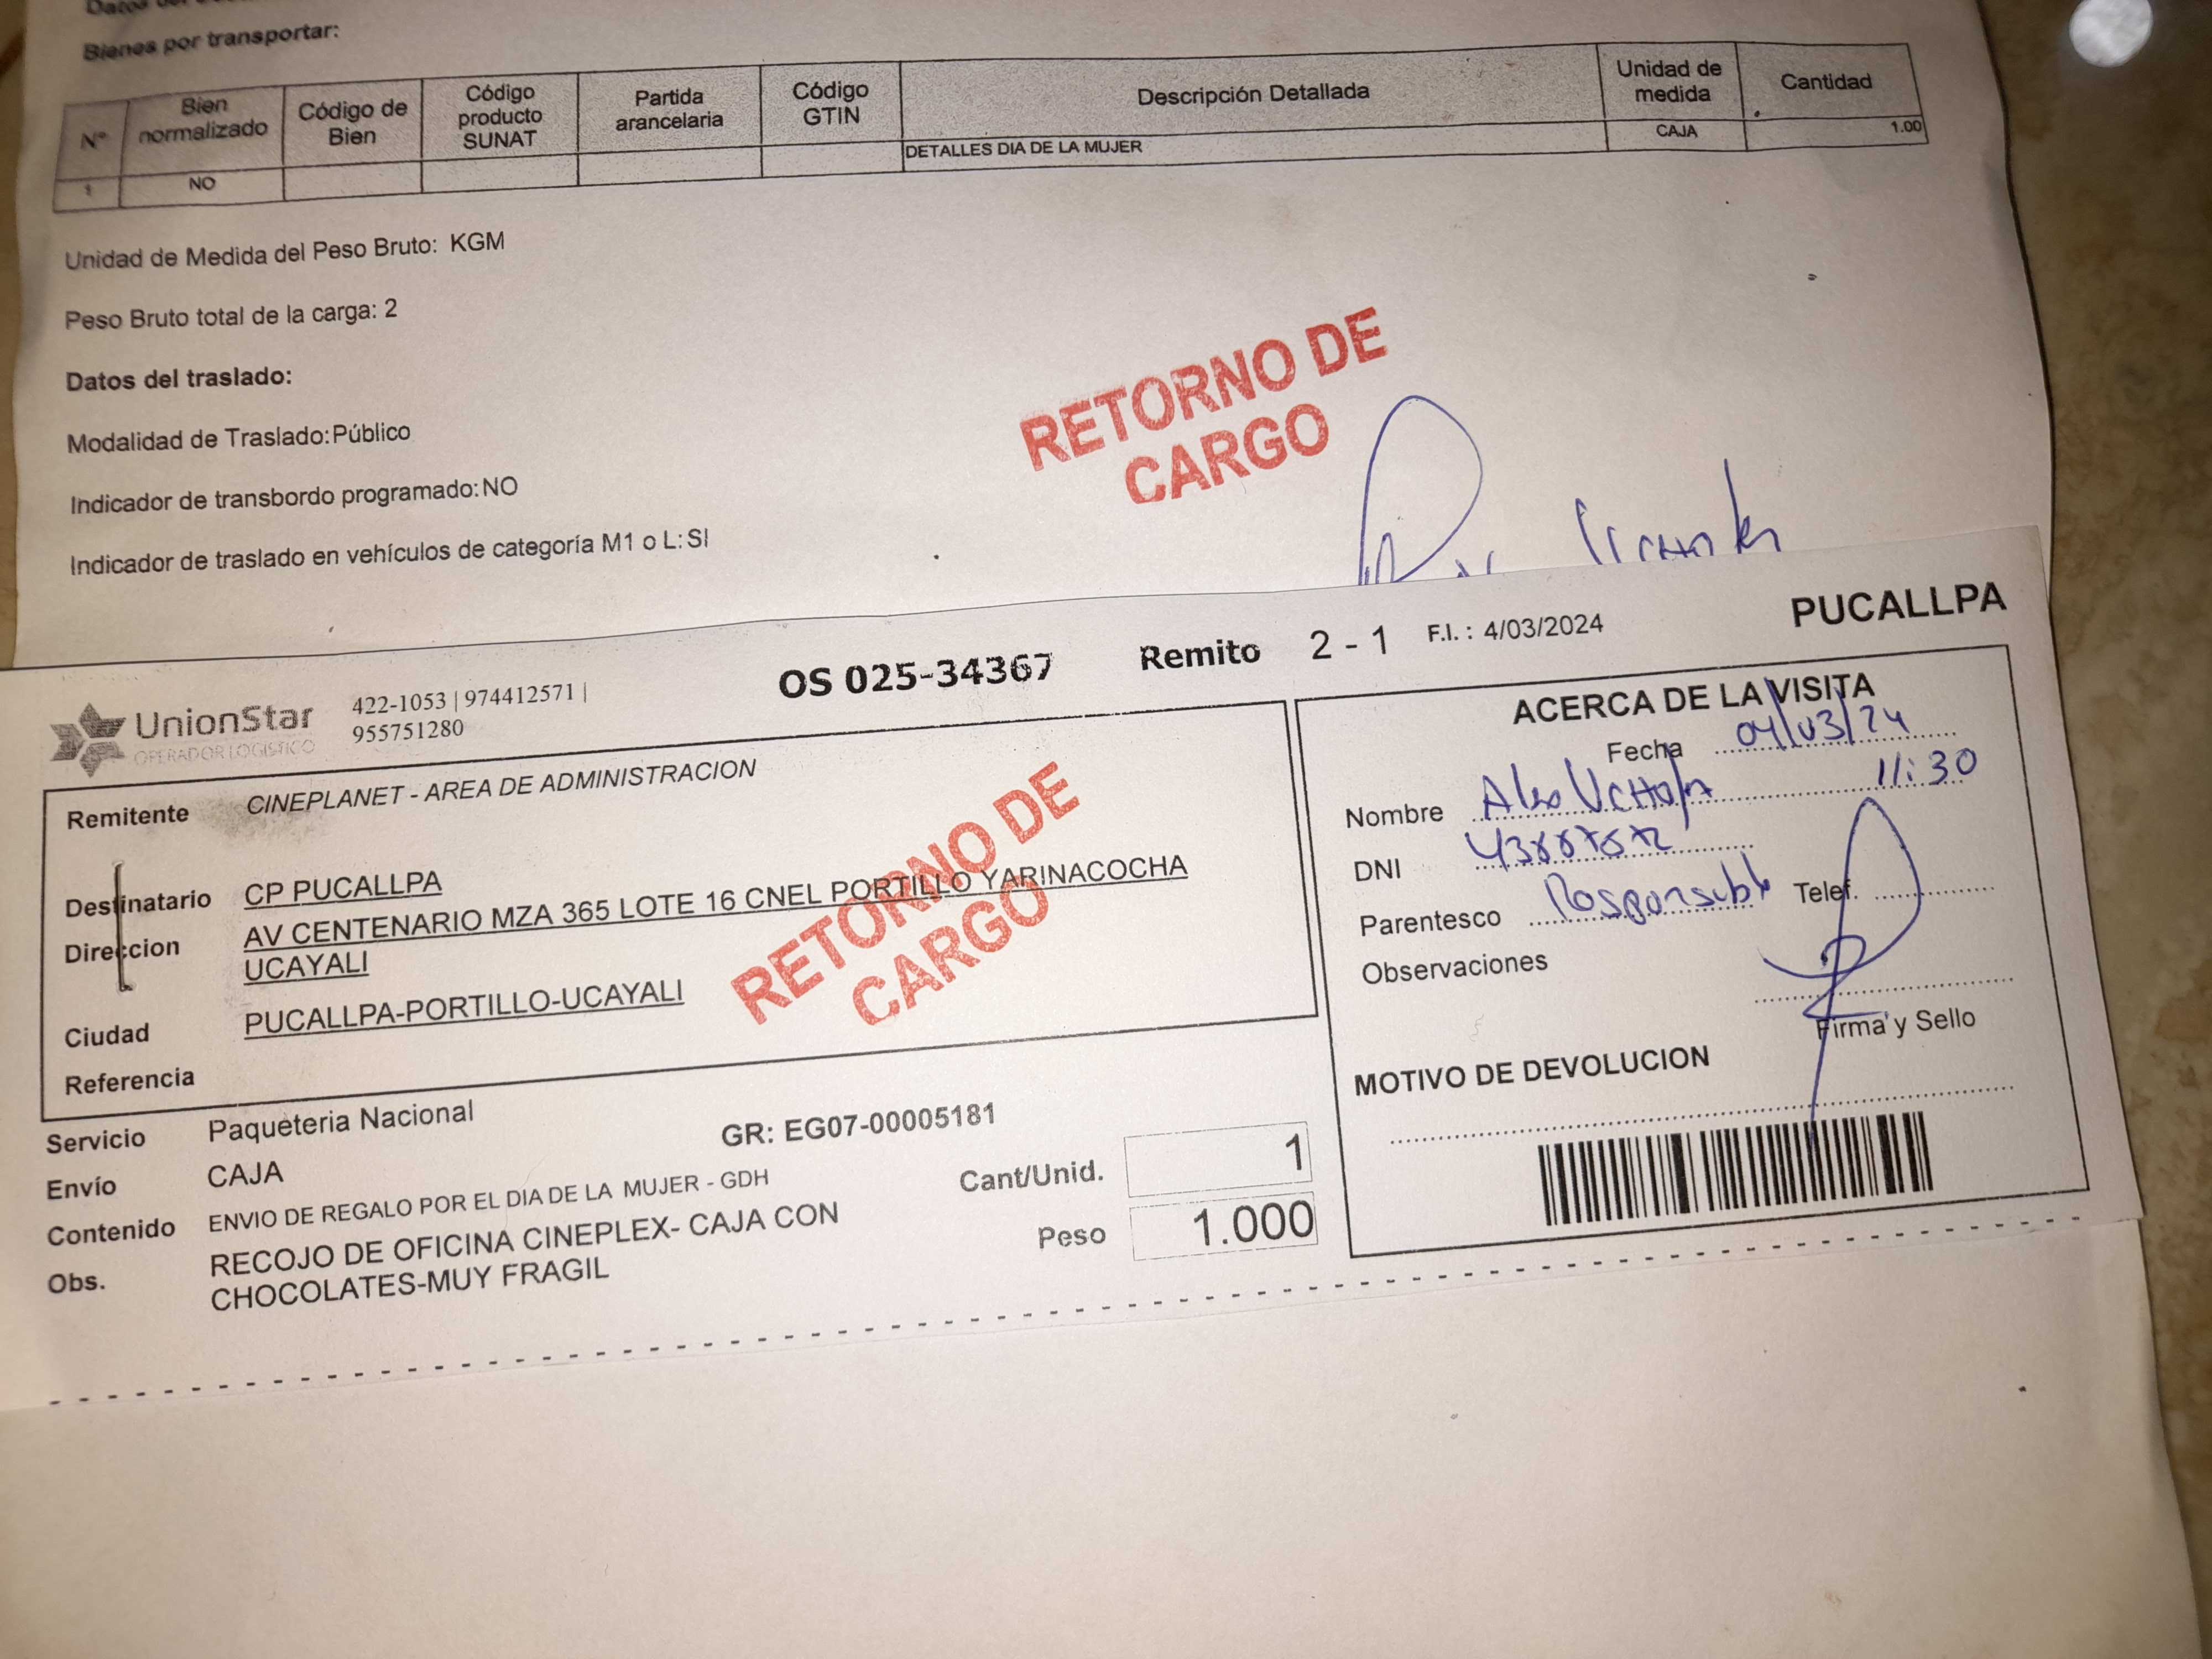 Bienes por transportar:
N° Bien normalizado Código de Bien Código producto SUNAT Partida arancelaria Código GTIN Descripción Detallada Unidad de medida Cantidad
1 NO DETALLES DIA DE LA MUJER CAJA 1.00
Unidad de Medida del Peso Bruto: KGM
Peso Bruto total de la carga: 2
Datos del traslado:
Modalidad de Traslado: Público
Indicador de transbordo programado: NO
Indicador de traslado en vehículos de categoría M1 o L: SI
RETORNO DE
CARGO
UnionStar
OPERADOR LOGISTICO
422-1053 | 974412571 |
955751280
OS 025-34367 Remito 2 - 1 F.I. : 4/03/2024 PUCALLPA
Remitente CINEPLANET - AREA DE ADMINISTRACION
Destinatario CP PUCALLPA
Direccion AV CENTENARIO MZA 365 LOTE 16 CNEL PORTILLO YARINACOCHA
UCAYALI
Ciudad PUCALLPA-PORTILLO-UCAYALI
Referencia
RETORNO DE
CARGO
Servicio Paqueteria Nacional
GR: EG07-00005181
Envío CAJA
Contenido ENVIO DE REGALO POR EL DIA DE LA MUJER - GDH
Obs. RECOJO DE OFICINA CINEPLEX- CAJA CON
CHOCOLATES-MUY FRAGIL
Cant/Unid. 1
Peso 1.000
ACERCA DE LA VISITA
Fecha 04/03/24
11:30
Nombre
DNI
Parentesco Responsable Telef.
Observaciones
Firma y Sello
MOTIVO DE DEVOLUCION